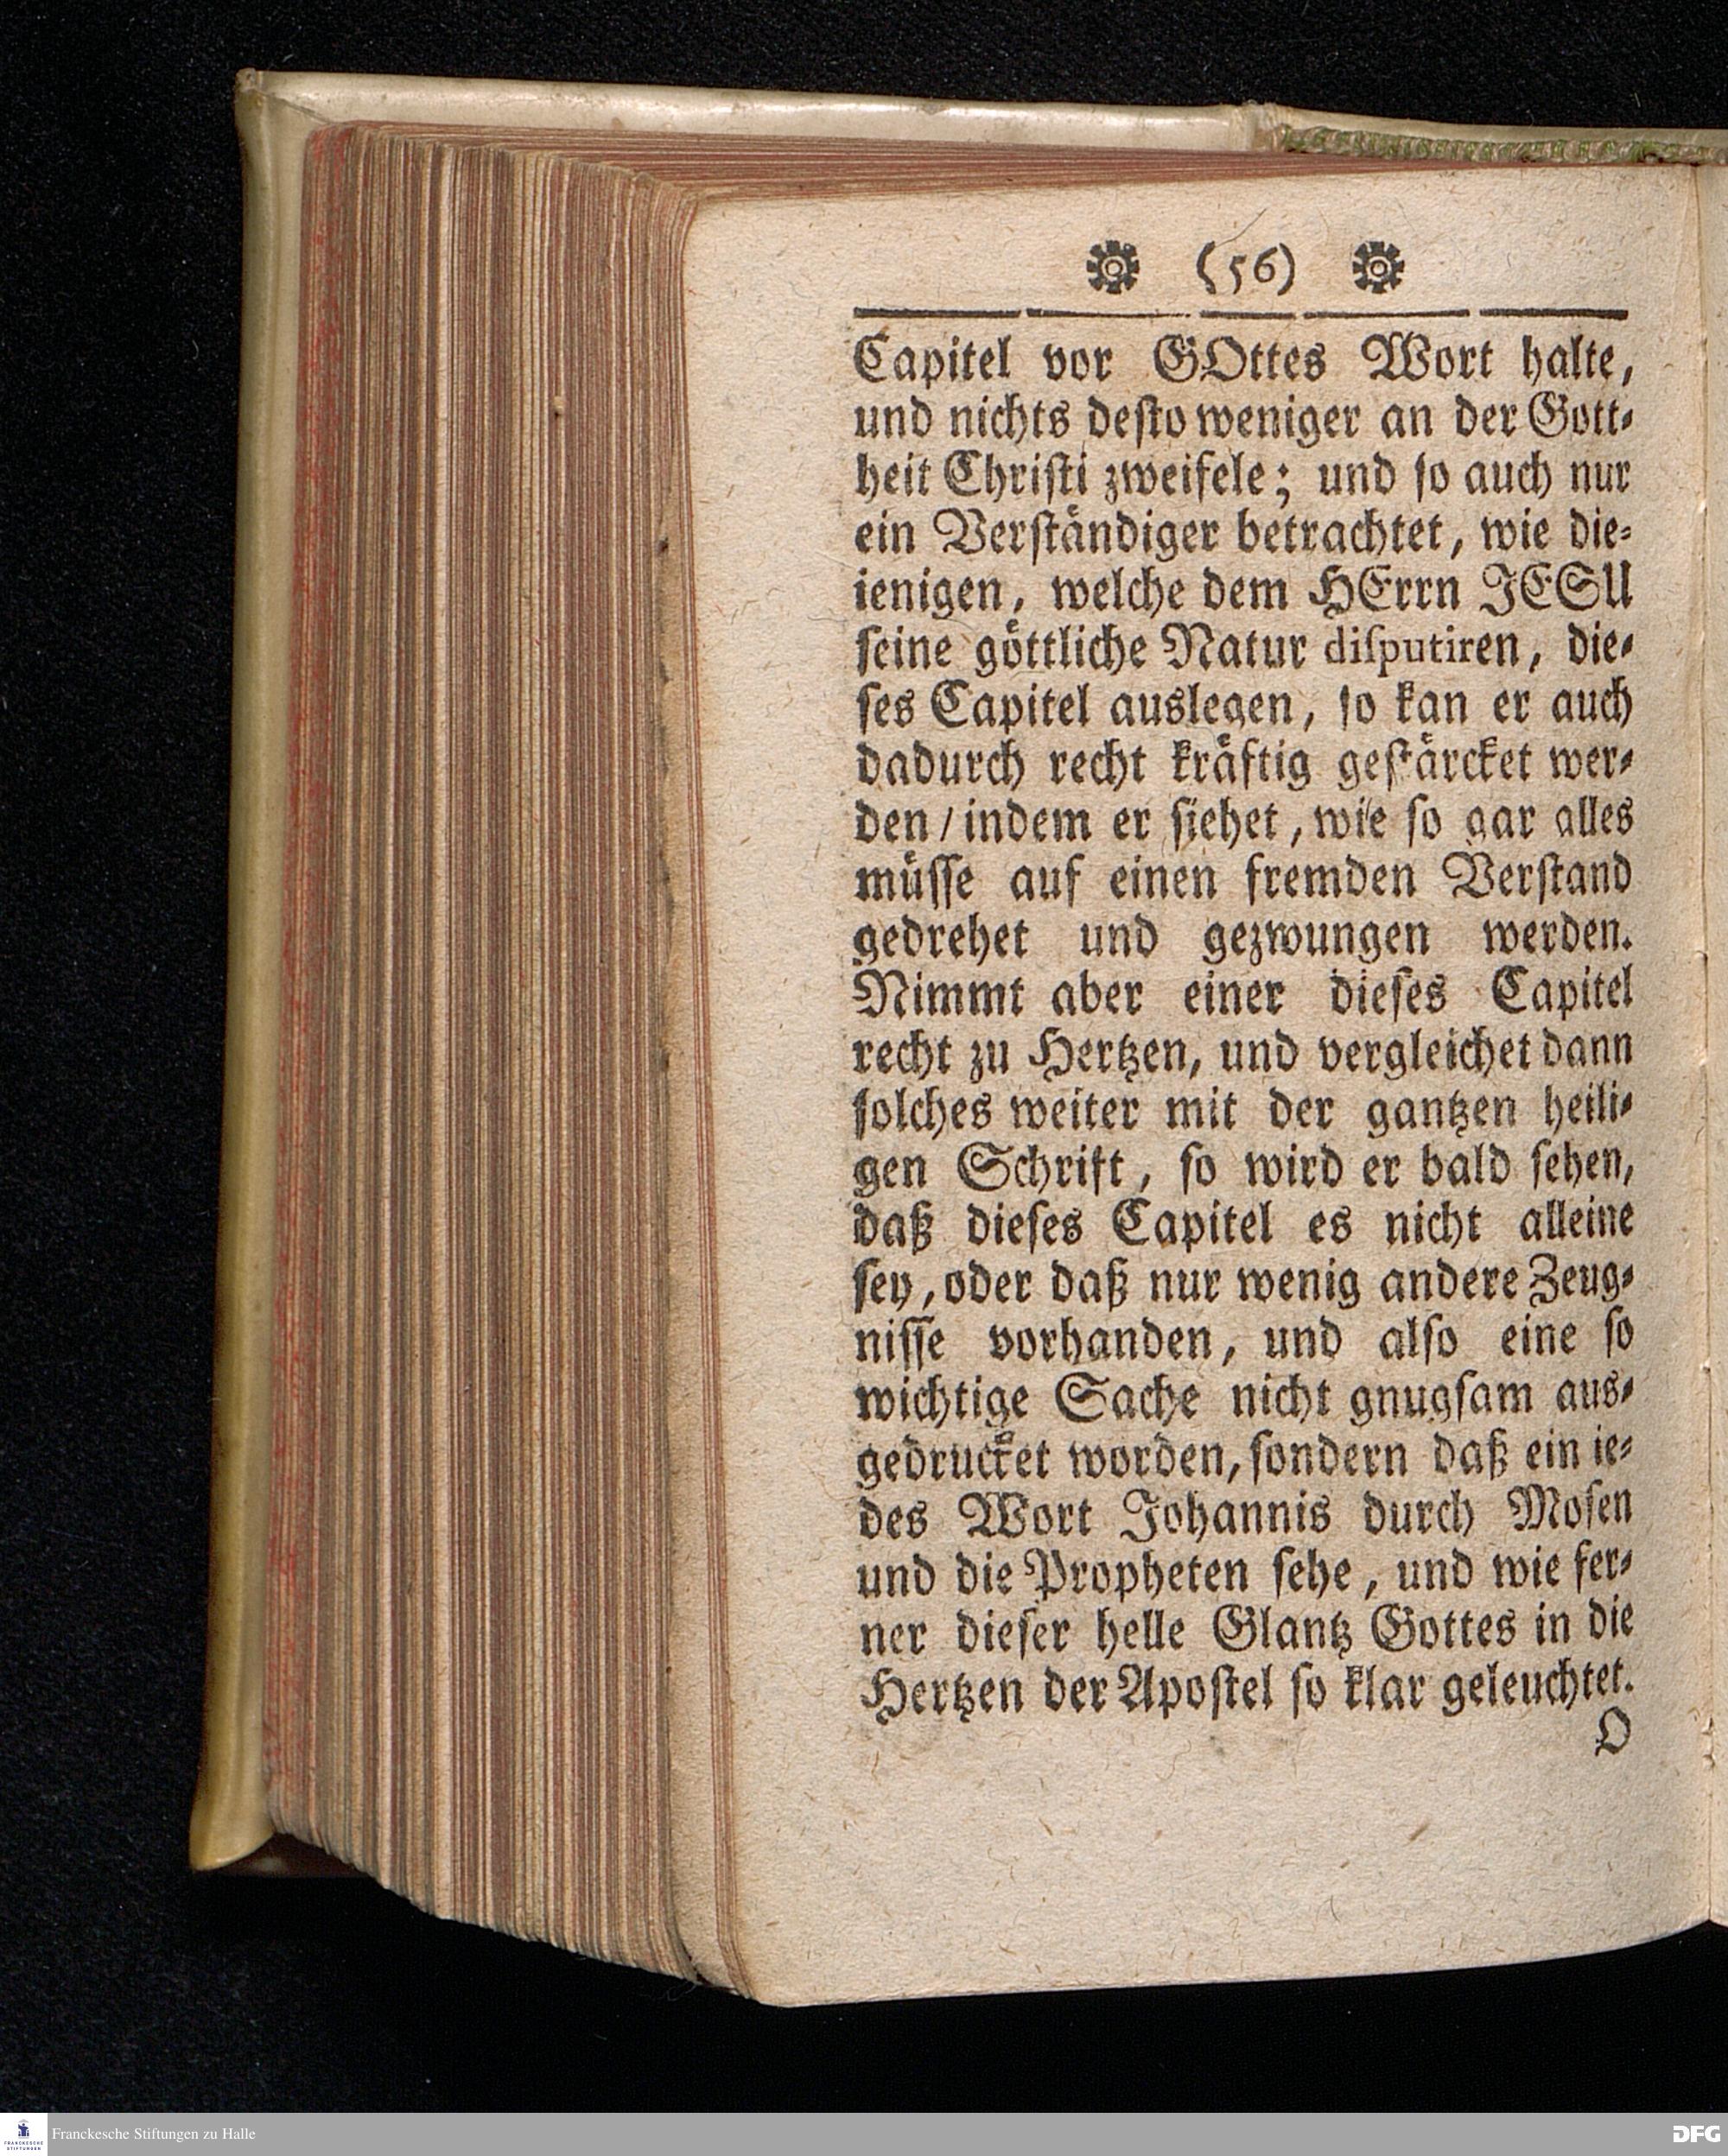 (56)
Capitel vor GOttes Wort halte,
und nichts desto weniger an der Gott-
heit Christi zweifele; und so auch nur
ein Verständiger betrachtet, wie die-
ienigen, welche dem HErrn JESU
seine göttliche Natur disputiren, die-
ses Capitel auslegen, so kan er auch
dadurch recht kräftig gestärcket wer-
den / indem er siehet, wie so gar alles
müsse auf einen fremden Verstand
gedrehet und gezwungen werden.
Nimmt aber einer dieses Capitel
recht zu Hertzen, und vergleichet dann
solches weiter mit der gantzen heili-
gen Schrift, so wird er bald sehen,
daß dieses Capitel es nicht alleine
sey, oder daß nur wenig andere Zeug-
nisse vorhanden, und also eine so
wichtige Sache nicht gnugsam aus-
gedrucket worden, sondern daß ein ie-
des Wort Johannis durch Mosen
und die Propheten sehe, und wie fer-
ner dieser helle Glantz Gottes in die
Hertzen der Apostel so klar geleuchtet.
O
FRANCKESCHE STIFTUNGEN
Franckesche Stiftungen zu Halle
DFG